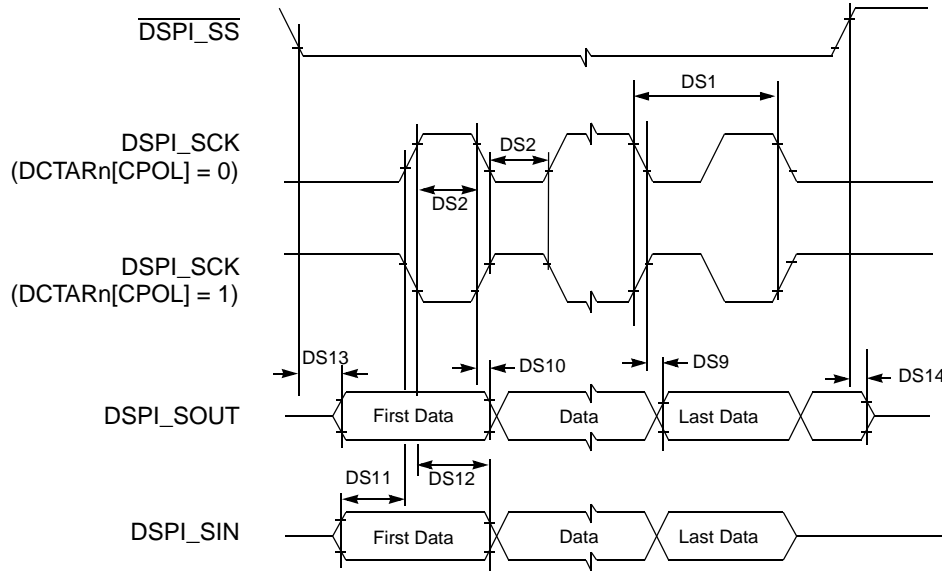 DSPI_SS
DS1
DSPI_SCK
(DCTARn[CPOL] = 0)
DS2
DS2
DSPI_SCK
(DCTARn[CPOL] = 1)
DS13
DS10
DS9
DS14
DSPI_SOUT
First Data
Data
Last Data
DS11
DS12
DSPI_SIN
First Data
Data
Last Data